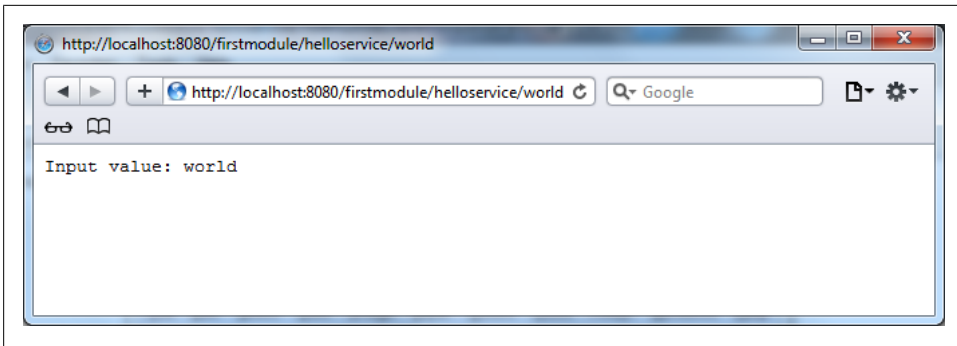 http://localhost:8080/firstmodule/helloservice/world
http://localhost:8080/firstmodule/helloservice/world Google
Input value: world